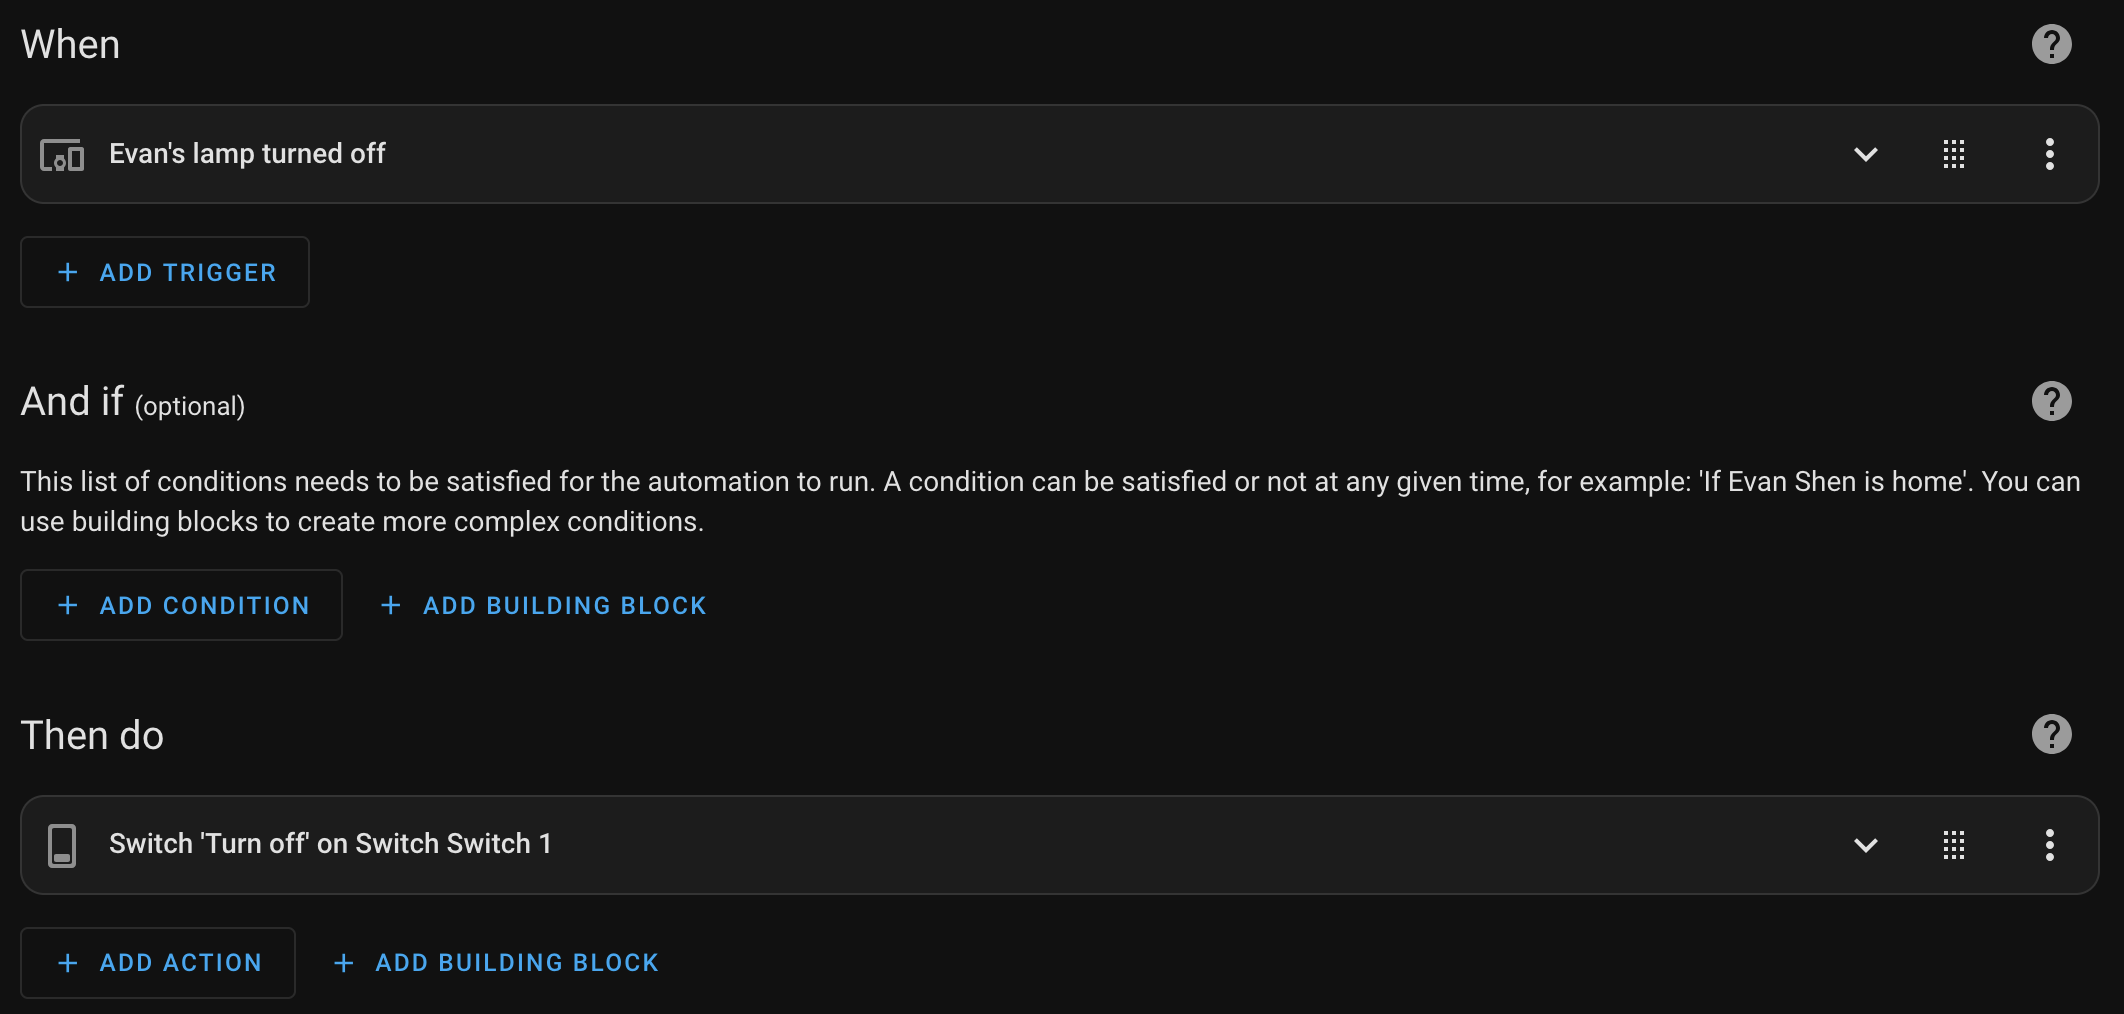 When
Evan's lamp turned off
+ ADD TRIGGER
And if (optional)
This list of conditions needs to be satisfied for the automation to run. A condition can be satisfied or not at any given time, for example: 'If Evan Shen is home'. You can
use building blocks to create more complex conditions.
+ ADD CONDITION + ADD BUILDING BLOCK
Then do
Switch 'Turn off' on Switch Switch 1
+ ADD ACTION + ADD BUILDING BLOCK